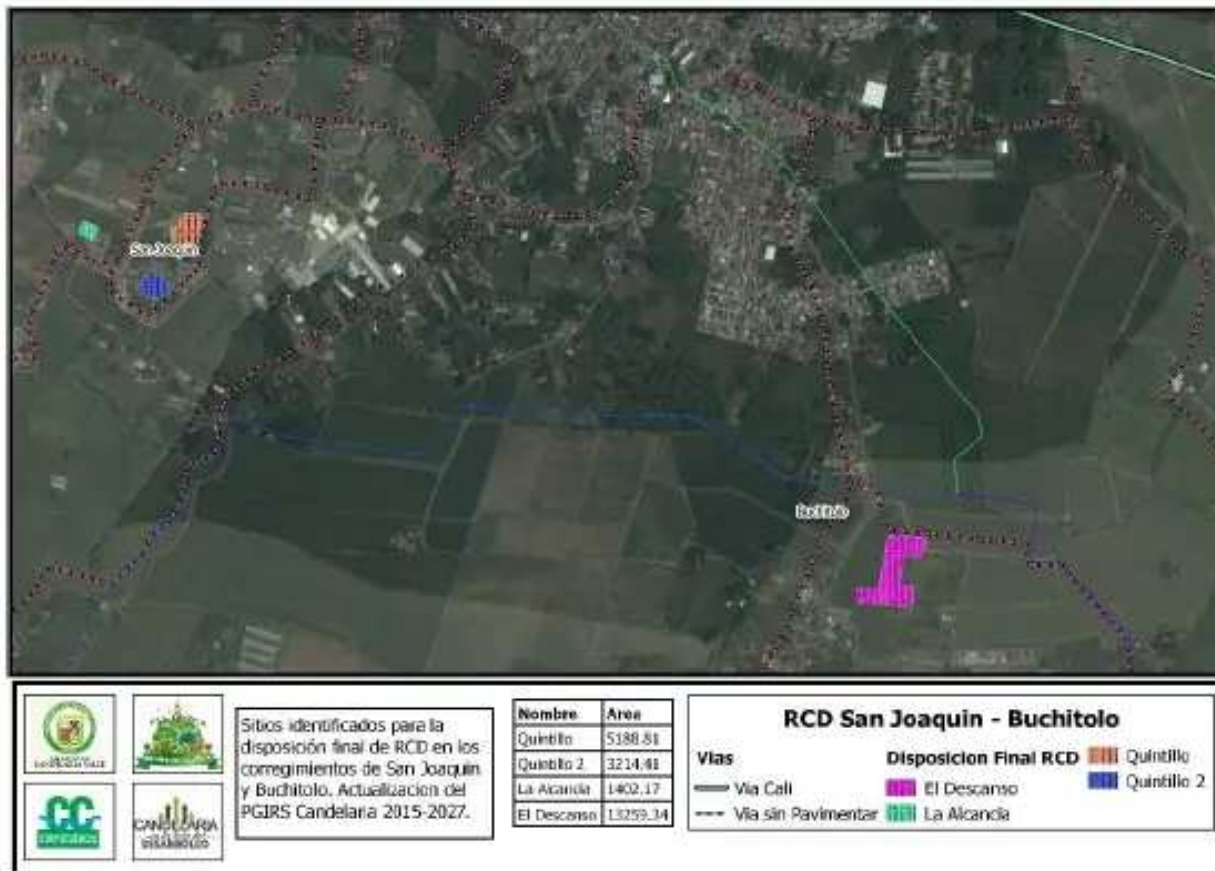 San Joaquin
Sitios identificados para la
disposición final de RCD en los
corregimientos de San Joaquin
y Buchitolo. Actualizacion del
PGIRS Candelaria 2015-2027.
Nombre Area
Quintillo 5188.81
Quintillo 2 3214.41
La Alcancia 1402.17
El Descanso 13259.34
RCD San Joaquin - Buchitolo
Vias
Via Cali
Via sin Pavimentar
Disposicion Final RCD
El Descanso
La Alcancia
Quintillo
Quintillo 2
CANDELARIA
DESARROLLO